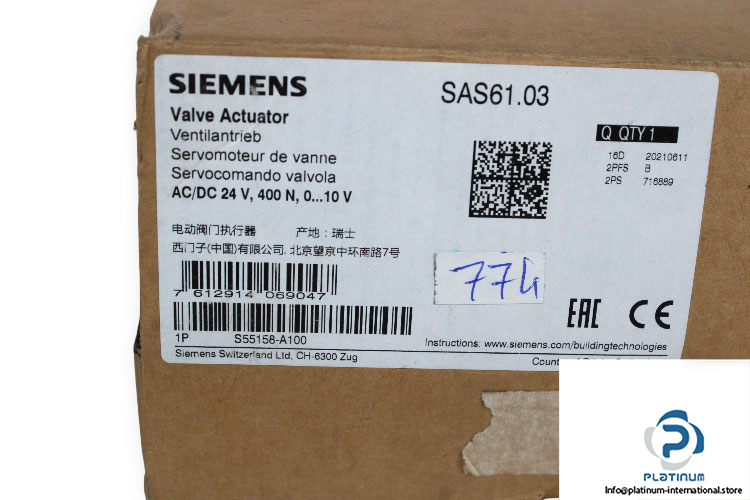 SIEMENS
SAS61.03
Valve Actuator
Ventilantrieb
Servomoteur de vanne
Servocomando valvola
AC/DC 24 V, 400 N, 0...10 V
Q QTY 1
16D 20210611
2PFS B
2PS 716889
电动阀门执行器 产地: 瑞士
西门子(中国)有限公司. 北京望京中环南路7号
7 612914 069047
774
EAC CE
1P S55158-A100
Instructions: www.siemens.com/buildingtechnologies
Siemens Switzerland Ltd, CH-6300 Zug
PLATINUM
Info@platinum-international.store